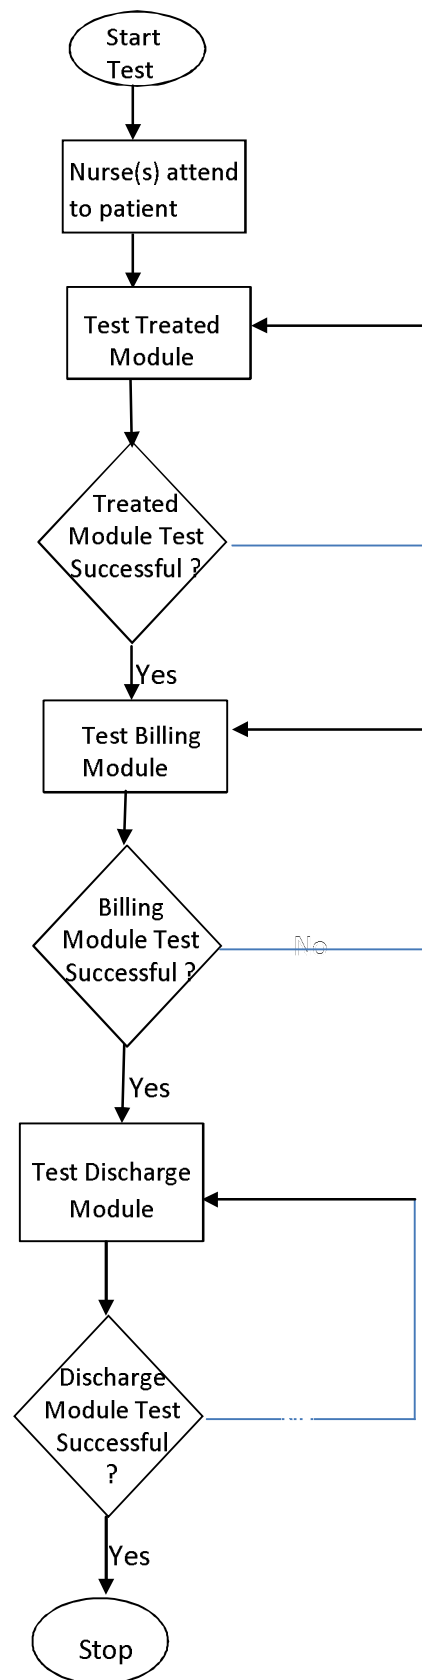 Start
Test
Nurse(s) attend
to patient
Test Treated
Module
Treated
Module Test
Successful ?
Yes
Test Billing
Module
Billing
Module Test
Successful ?
No
Yes
Test Discharge
Module
Discharge
Module Test
Successful
?
Yes
Stop